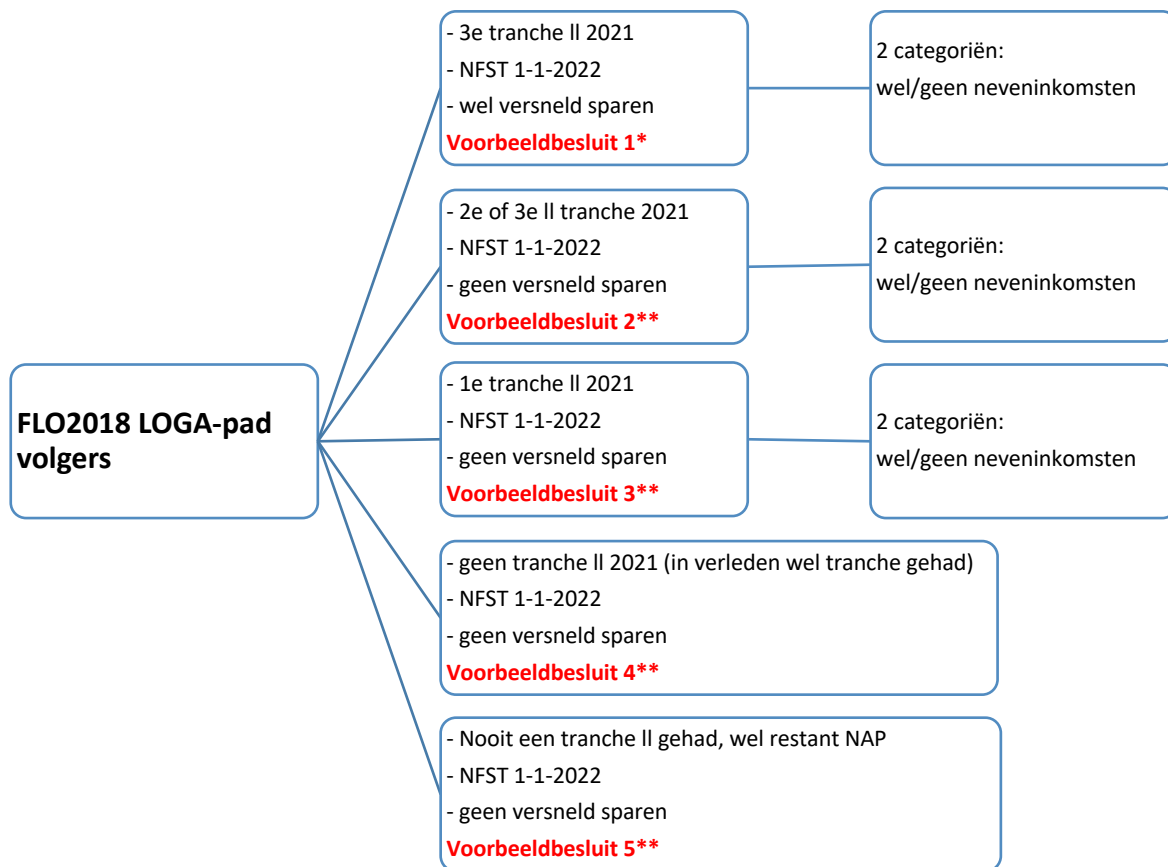 - 3e tranche ll 2021
- NFST 1-1-2022
- wel versneld sparen
Voorbeeldbesluit 1*
2 categoriën:
wel/geen neveninkomsten
- 2e of 3e ll tranche 2021
- NFST 1-1-2022
- geen versneld sparen
Voorbeeldbesluit 2**
2 categoriën:
wel/geen neveninkomsten
FLO2018 LOGA-pad
volgers
- 1e tranche ll 2021
- NFST 1-1-2022
- geen versneld sparen
Voorbeeldbesluit 3**
2 categoriën:
wel/geen neveninkomsten
- geen tranche ll 2021 (in verleden wel tranche gehad)
- NFST 1-1-2022
- geen versneld sparen
Voorbeeldbesluit 4**
- Nooit een tranche ll gehad, wel restant NAP
- NFST 1-1-2022
- geen versneld sparen
Voorbeeldbesluit 5**